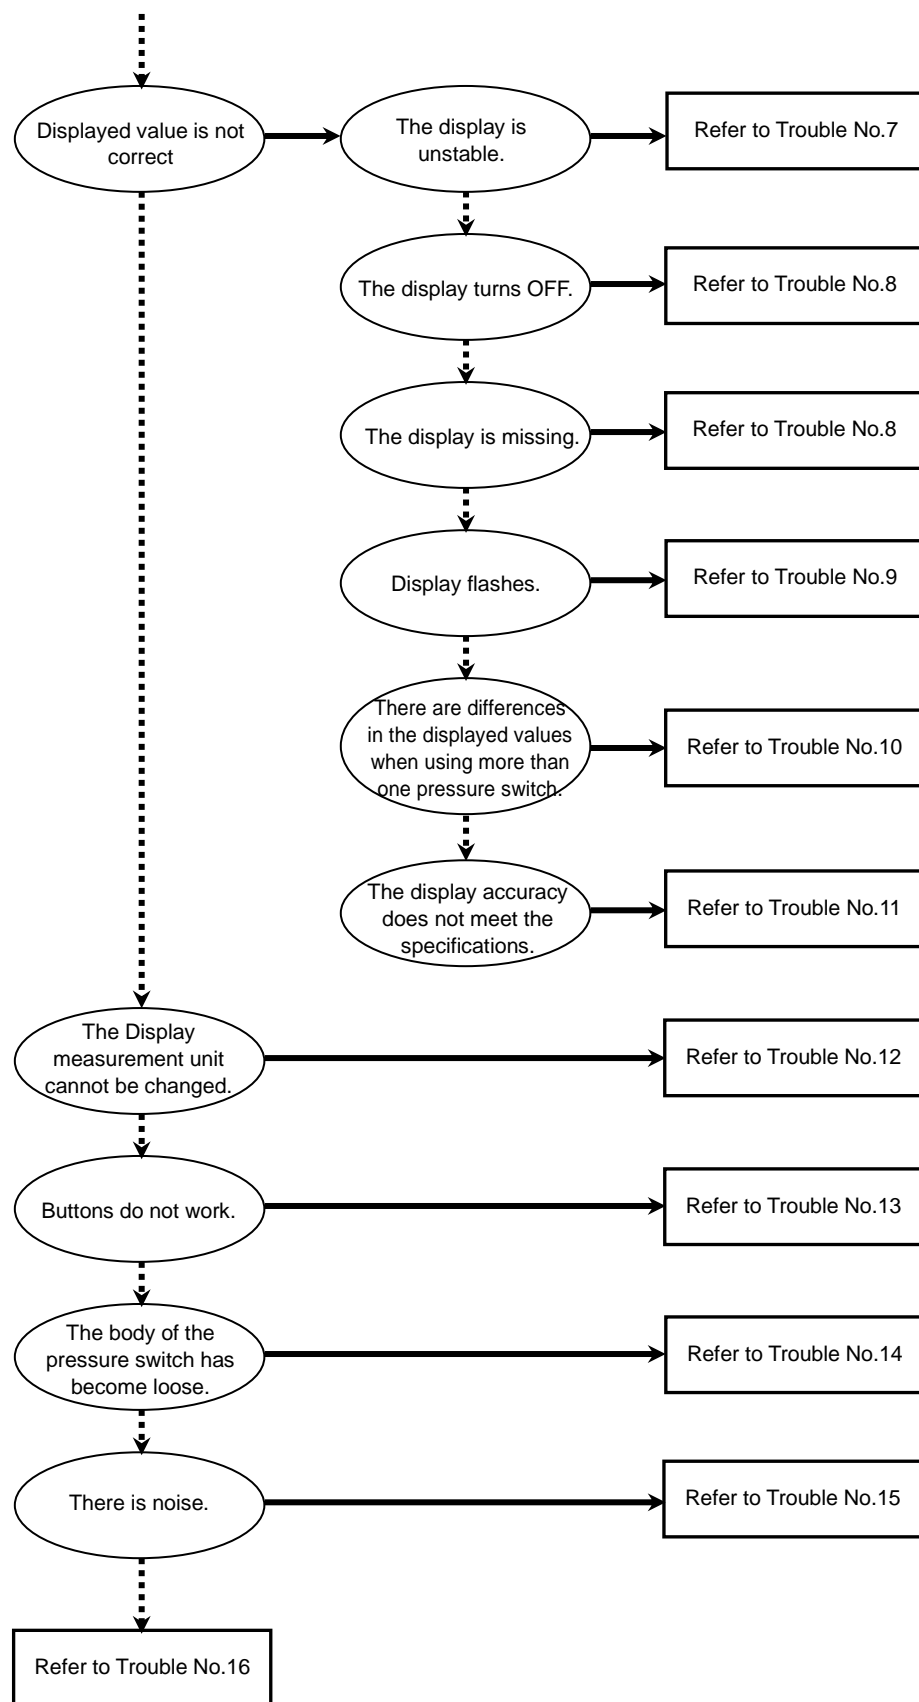 Displayed value is not
correct
The display is
unstable.
Refer to Trouble No.7
The display turns OFF.
Refer to Trouble No.8
The display is missing.
Refer to Trouble No.8
Display flashes.
Refer to Trouble No.9
There are differences
in the displayed values
when using more than
one pressure switch.
Refer to Trouble No.10
The display accuracy
does not meet the
specifications.
Refer to Trouble No.11
The Display
measurement unit
cannot be changed.
Refer to Trouble No.12
Buttons do not work.
Refer to Trouble No.13
The body of the
pressure switch has
become loose.
Refer to Trouble No.14
There is noise.
Refer to Trouble No.15
Refer to Trouble No.16